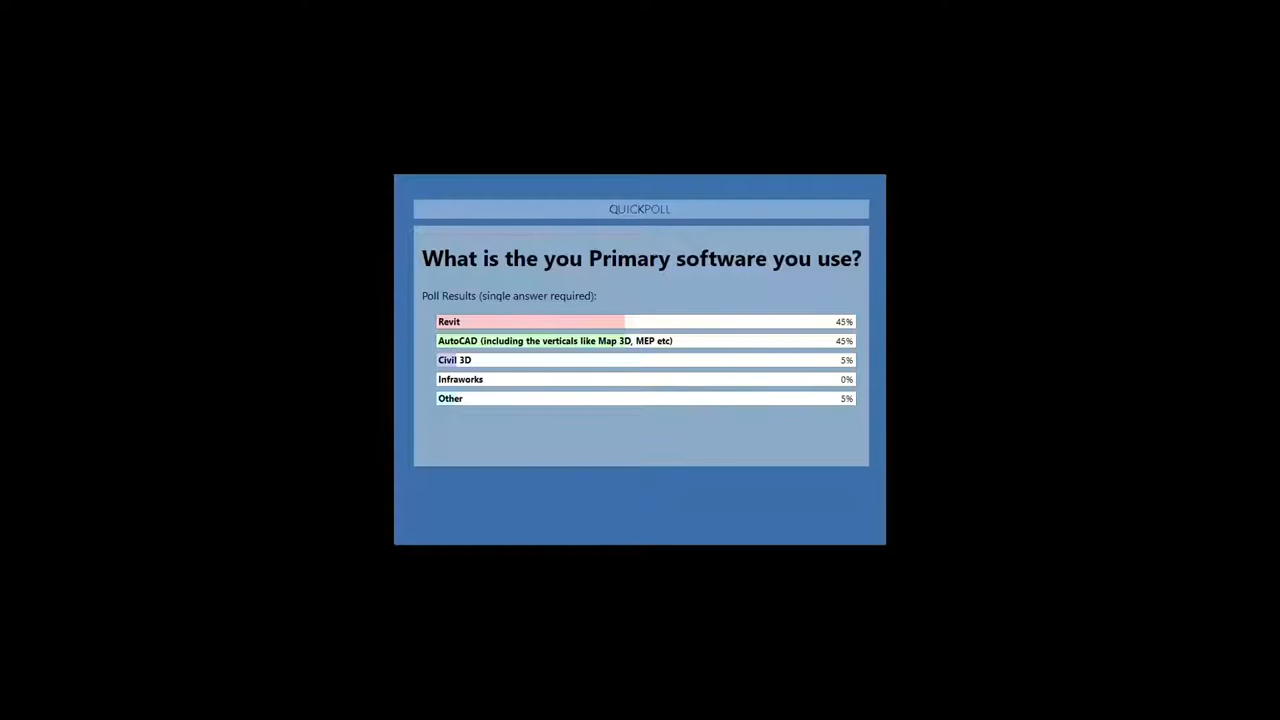 QUICKPOLL
What is the you Primary software you use?
Poll Results (single answer required):
Revit 45%
AutoCAD (including the verticals like Map 3D, MEP etc) 45%
Civil 3D 5%
Infraworks 0%
Other 5%